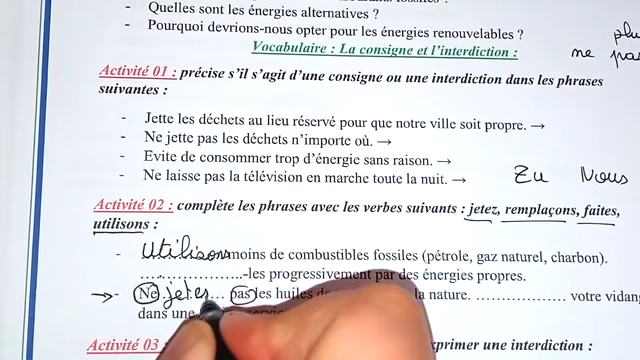 - Quelles sont les énergies alternatives ?
- Pourquoi devrions-nous opter pour les énergies renouvelables ?
plu
Vocabulaire : La consigne et l'interdiction :
ne pas
Activité 01 : précise s'il s'agit d'une consigne ou une interdiction dans les phrases
suivantes :
- Jette les déchets au lieu réservé pour que notre ville soit propre. →
- Ne jette pas les déchets n'importe où. →
- Evite de consommer trop d'énergie sans raison. →
- Ne laisse pas la télévision en marche toute la nuit. →
Zu Nous
Activité 02 : complète les phrases avec les verbes suivants : jetez, remplaçons, faites,
utilisons :
- Utilisons moins de combustibles fossiles (pétrole, gaz naturel, charbon).
………………….-les progressivement par des énergies propres.
→ - Ne jetes… pas les huiles la nature. ……………… votre vidan
dans une
Activité 03 primer une interdiction :